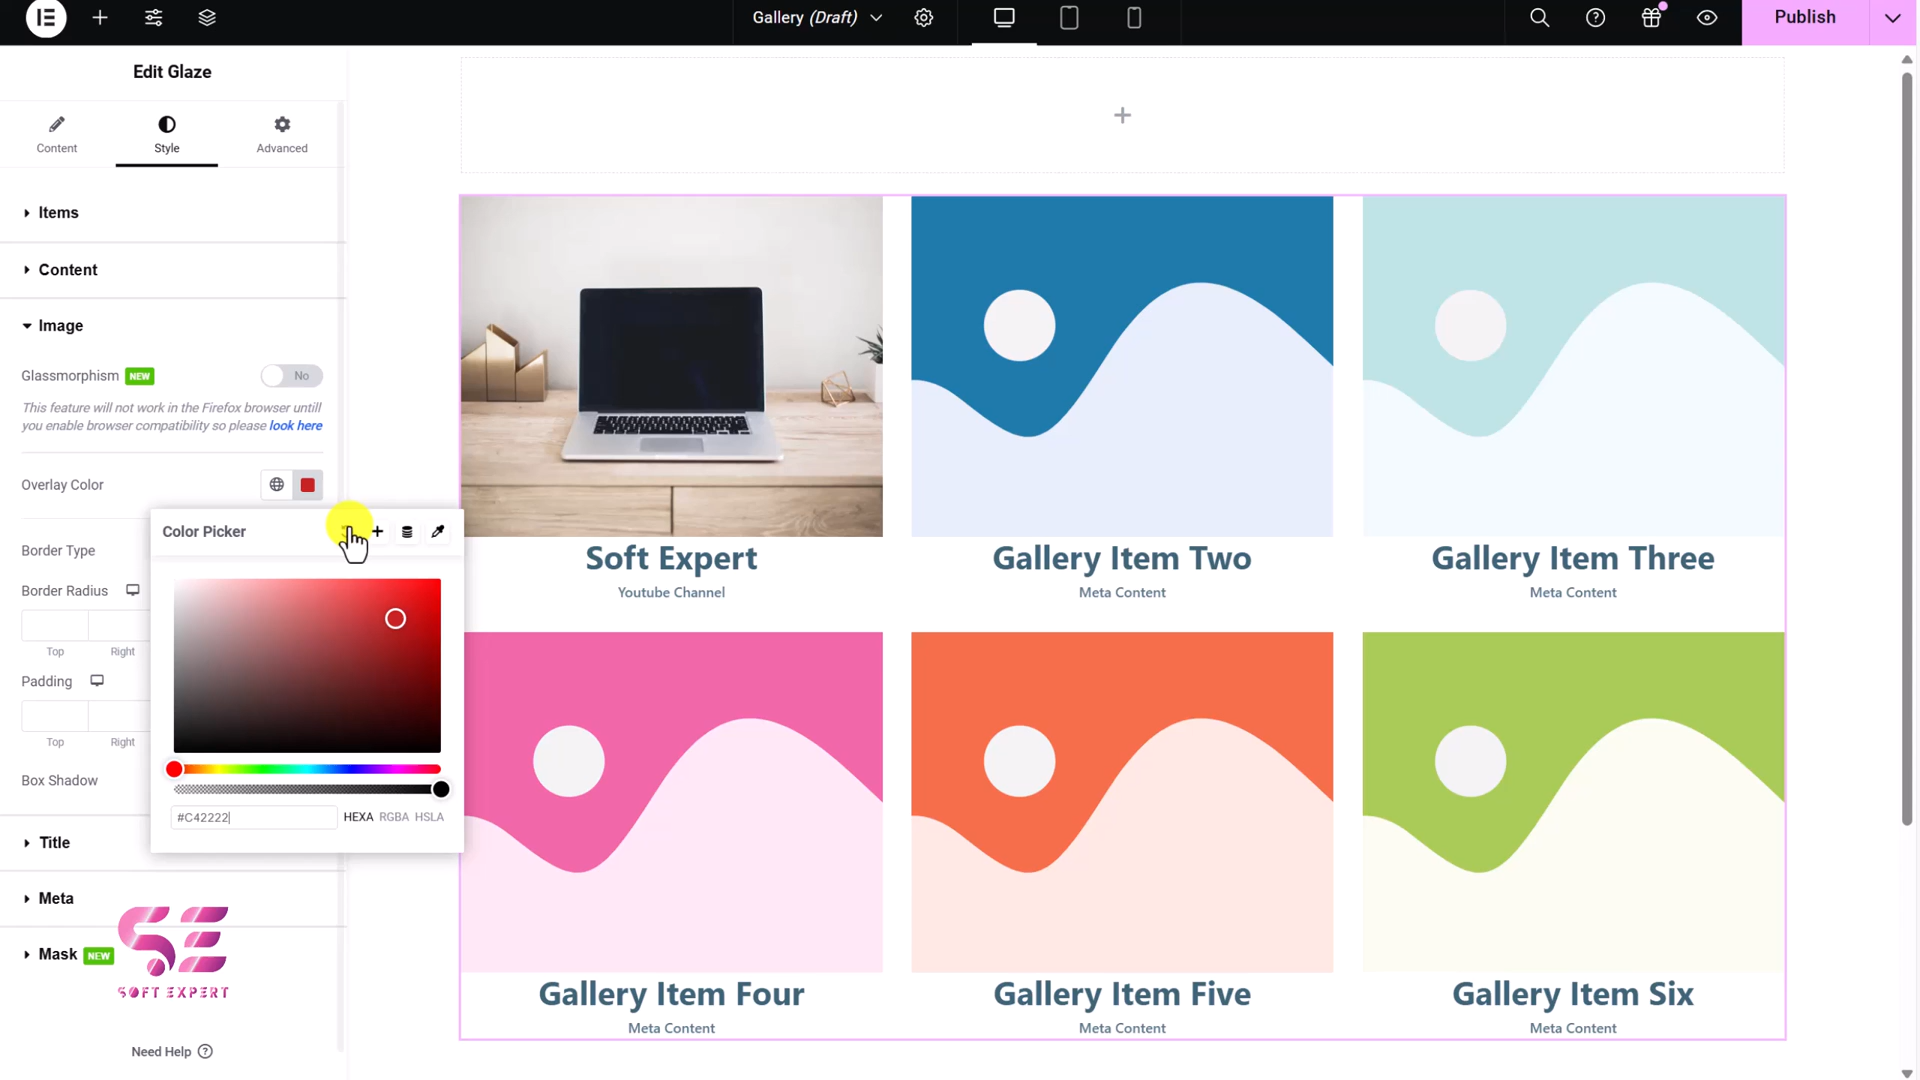 Gallery (Draft)
Publish
Edit Glaze
Content
Style
Advanced
Items
Content
Image
Glassmorphism NEW
No
This feature will not work in the Firefox browser untill
you enable browser compatibility so please look here
Overlay Color
Color Picker
Border Type
Border Radius
Top
Right
Padding
Top
Right
Box Shadow
#C42222
HEXA RGBA HSLA
Title
Meta
Mask NEW
SOFT EXPERT
Need Help
Soft Expert
Youtube Channel
Gallery Item Two
Meta Content
Gallery Item Three
Meta Content
Gallery Item Four
Meta Content
Gallery Item Five
Meta Content
Gallery Item Six
Meta Content